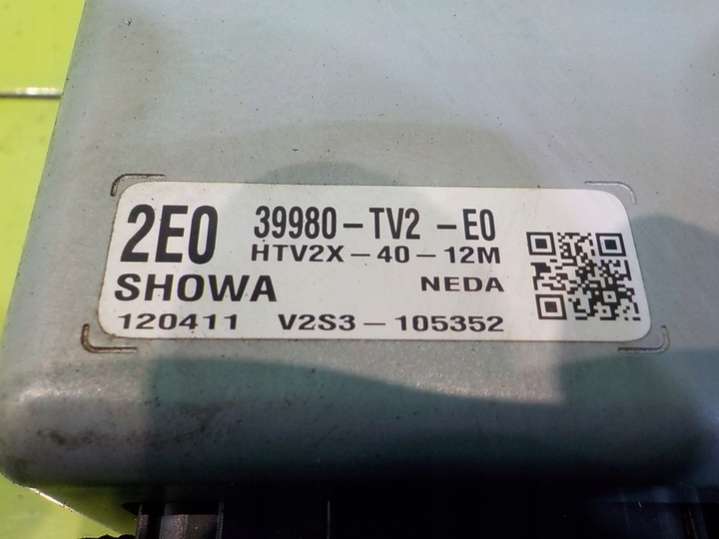 2E0 39980-TV2 -E0
HTV2X-40-12M
SHOWA NEDA
120411 V2S3-105352